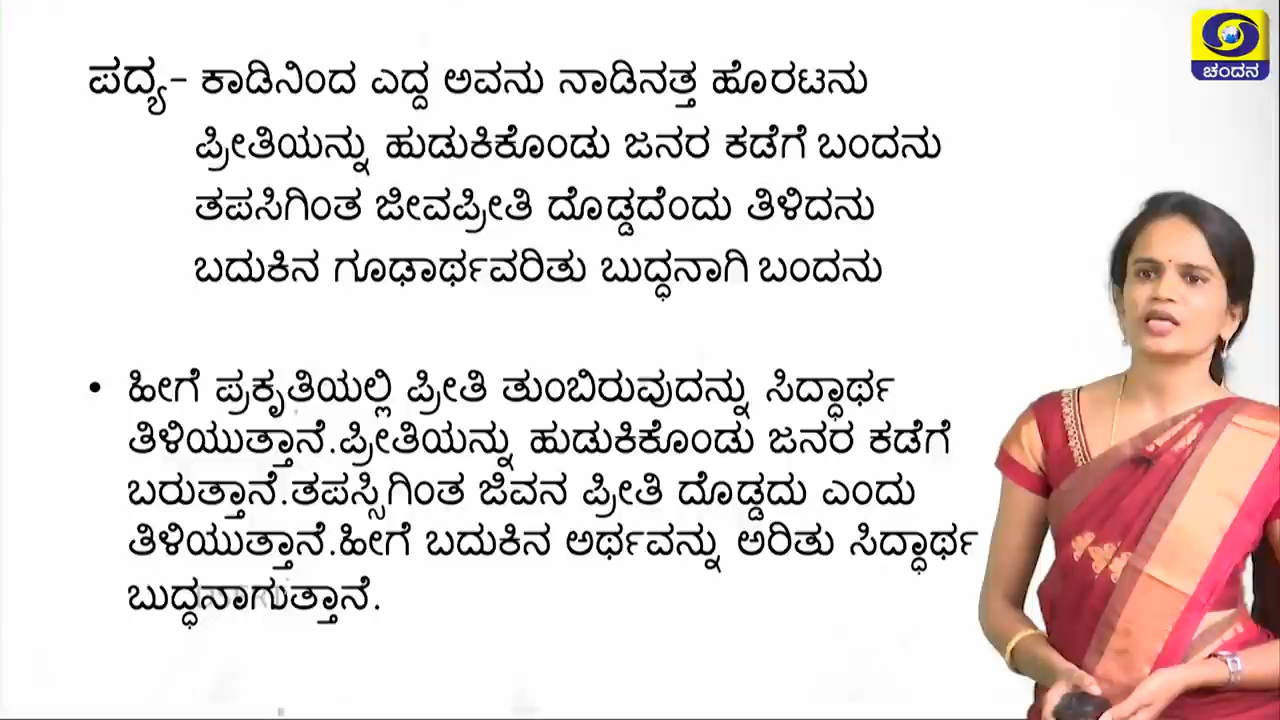 ಚಂದನ
ಪದ್ಯ- ಕಾಡಿನಿಂದ ಎದ್ದ ಅವನು ನಾಡಿನತ್ತ ಹೊರಟನು
ಪ್ರೀತಿಯನ್ನು ಹುಡುಕಿಕೊಂಡು ಜನರ ಕಡೆಗೆ ಬಂದನು
ತಪಸಿಗಿಂತ ಜೀವಪ್ರೀತಿ ದೊಡ್ಡದೆಂದು ತಿಳಿದನು
ಬದುಕಿನ ಗೂಢಾರ್ಥವರಿತು ಬುದ್ಧನಾಗಿ ಬಂದನು
• ಹೀಗೆ ಪ್ರಕೃತಿಯಲ್ಲಿ ಪ್ರೀತಿ ತುಂಬಿರುವುದನ್ನು ಸಿದ್ಧಾರ್ಥ
ತಿಳಿಯುತ್ತಾನೆ.ಪ್ರೀತಿಯನ್ನು ಹುಡುಕಿಕೊಂಡು ಜನರ ಕಡೆಗೆ
ಬರುತ್ತಾನೆ.ತಪಸ್ಸಿಗಿಂತ ಜಿವನ ಪ್ರೀತಿ ದೊಡ್ಡದು ಎಂದು
ತಿಳಿಯುತ್ತಾನೆ.ಹೀಗೆ ಬದುಕಿನ ಅರ್ಥವನ್ನು ಅರಿತು ಸಿದ್ಧಾರ್ಥ
ಬುದ್ಧನಾಗುತ್ತಾನೆ.